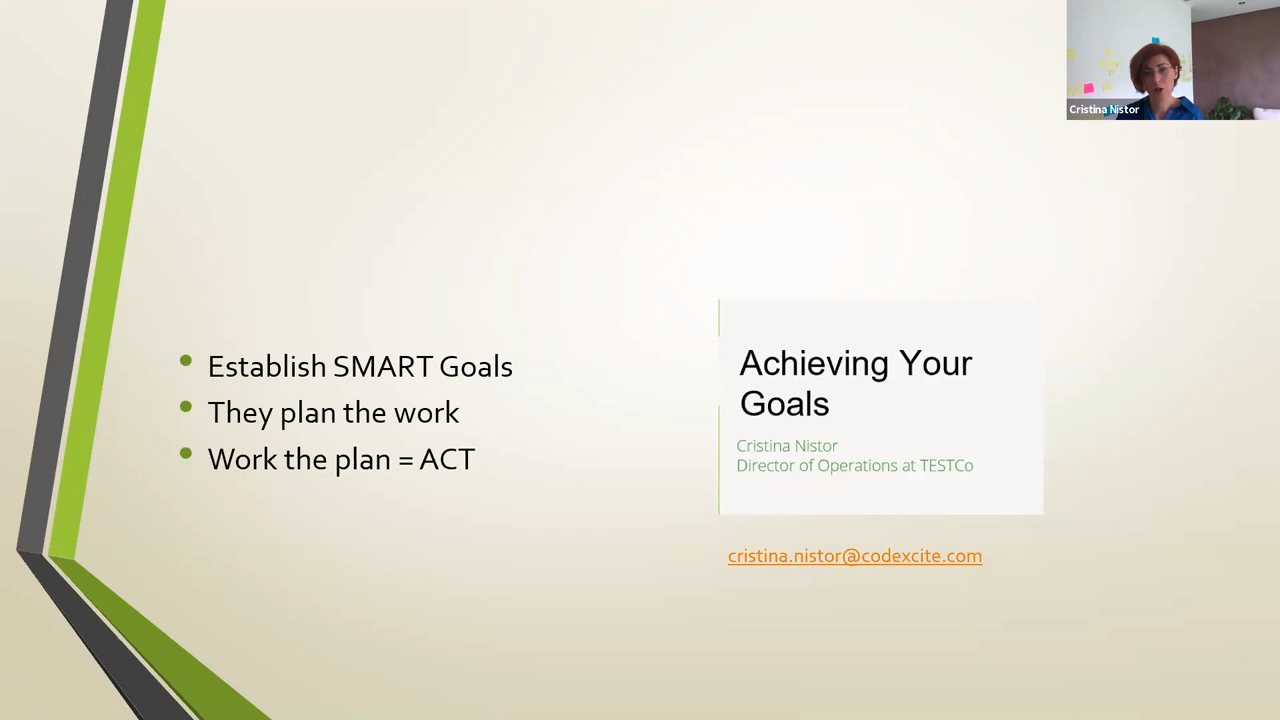 Cristina Nistor
Establish SMART Goals
They plan the work
Work the plan = ACT
Achieving Your
Goals
Cristina Nistor
Director of Operations at TESTCo
cristina.nistor@codexcite.com